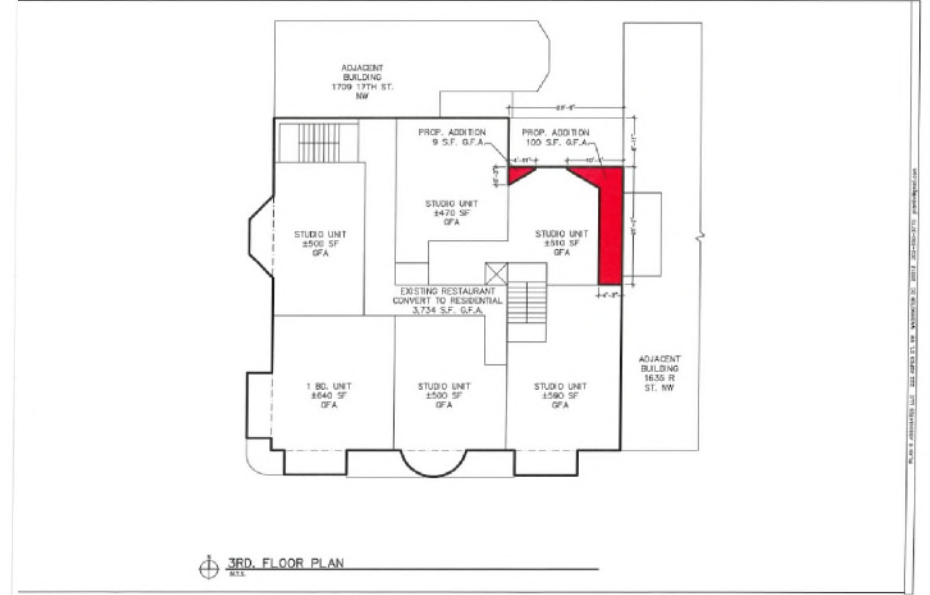 ADJACENT
BUILDING
1709 17TH ST.
NW
PROP. ADDITION
9 S.F. G.F.A.
PROP. ADDITION
100 S.F. G.F.A.
STUDIO UNIT
±470 SF
GFA
STUDIO UNIT
±500 SF
GFA
STUDIO UNIT
±510 SF
GFA
EXISTING RESTAURANT
CONVERT TO RESIDENTIAL
3,734 S.F. G.F.A.
1 BD. UNIT
±640 SF
GFA
STUDIO UNIT
±500 SF
GFA
STUDIO UNIT
±590 SF
GFA
ADJACENT
BUILDING
1635 R
ST. NW
3RD. FLOOR PLAN
N.T.S.